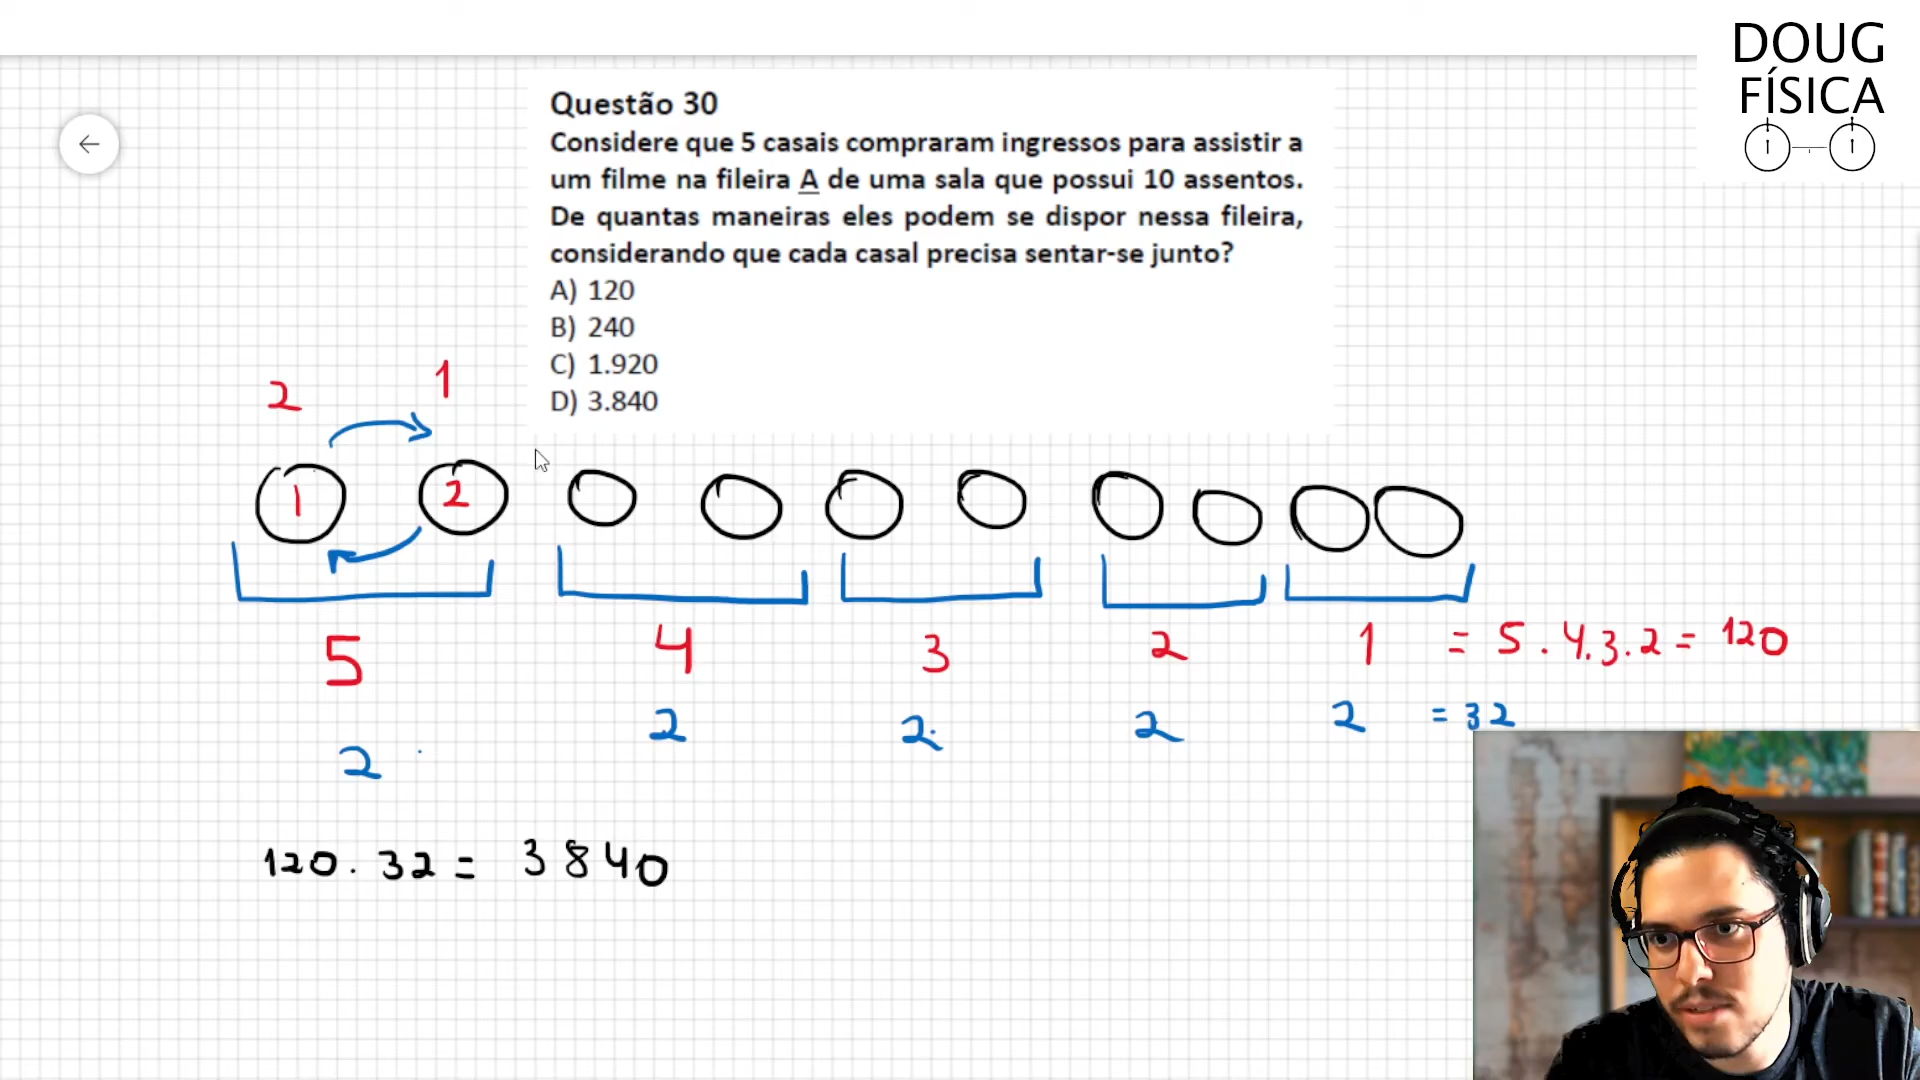 DOUG
FÍSICA
Questão 30
Considere que 5 casais compraram ingressos para assistir a
um filme na fileira A de uma sala que possui 10 assentos.
De quantas maneiras eles podem se dispor nessa fileira,
considerando que cada casal precisa sentar-se junto?
A) 120
B) 240
C) 1.920
D) 3.840
2 1
1 2
5 4 3 2 1 = 5 . 4 . 3 . 2 = 120
2 . 2 2. 2 2 = 32
120 . 32 = 3840